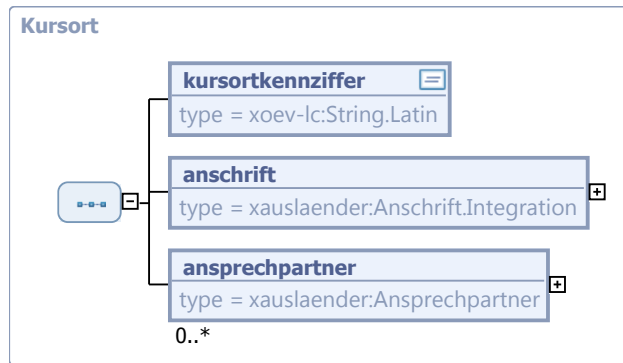 Kursort
kursortkennziffer
type = xoev-lc:String.Latin
anschrift
type = xauslaender:Anschrift.Integration
ansprechpartner
type = xauslaender:Ansprechpartner
0..*